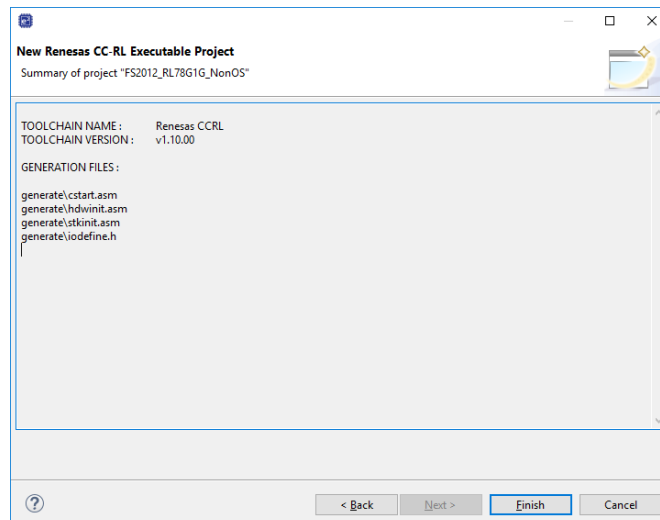 New Renesas CC-RL Executable Project
Summary of project "FS2012_RL78G1G_NonOS"
TOOLCHAIN NAME : Renesas CCRL
TOOLCHAIN VERSION : v1.10.00
GENERATION FILES :
generate\cstart.asm
generate\hdwinit.asm
generate\stkinit.asm
generate\iodefine.h
< Back Next > Finish Cancel